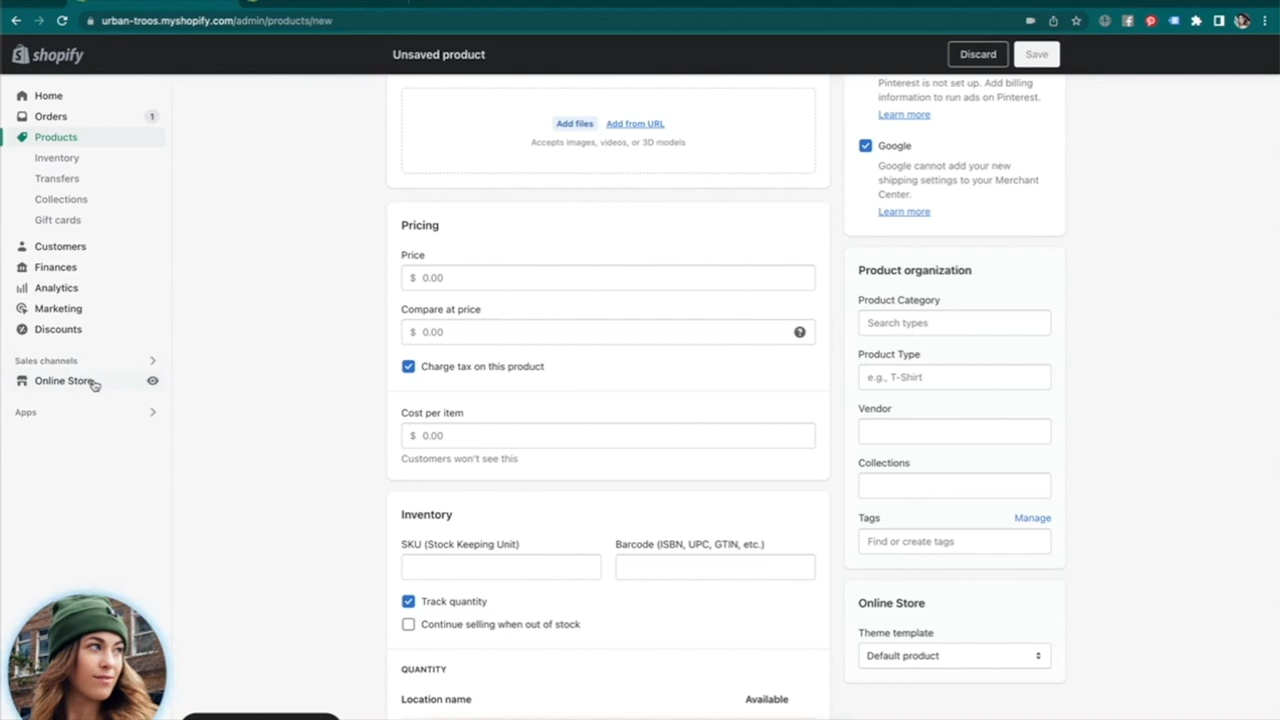 urban-troos.myshopify.com/admin/products/new
shopify
Unsaved product
Discard
Save
Home
Orders
1
Products
Inventory
Transfers
Collections
Gift cards
Customers
Finances
Analytics
Marketing
Discounts
Sales channels
Online Store
Apps
Add files
Add from URL
Accepts images, videos, or 3D models
Pricing
Price
$ 0.00
Compare at price
$ 0.00
Charge tax on this product
Cost per item
$ 0.00
Customers won't see this
Inventory
SKU (Stock Keeping Unit)
Barcode (ISBN, UPC, GTIN, etc.)
Track quantity
Continue selling when out of stock
QUANTITY
Location name
Available
Pinterest is not set up. Add billing
information to run ads on Pinterest.
Learn more
Google
Google cannot add your new
shipping settings to your Merchant
Center.
Learn more
Product organization
Product Category
Search types
Product Type
e.g., T-Shirt
Vendor
Collections
Tags
Manage
Find or create tags
Online Store
Theme template
Default product